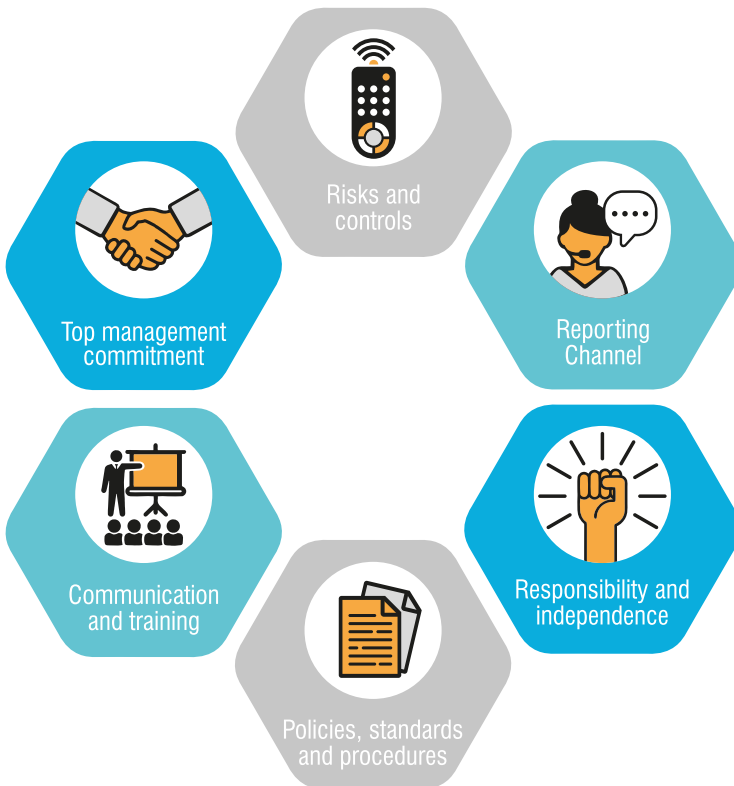 Risks and
controls
Top management
commitment
Reporting
Channel
Communication
and training
Responsibility and
independence
Policies, standards
and procedures